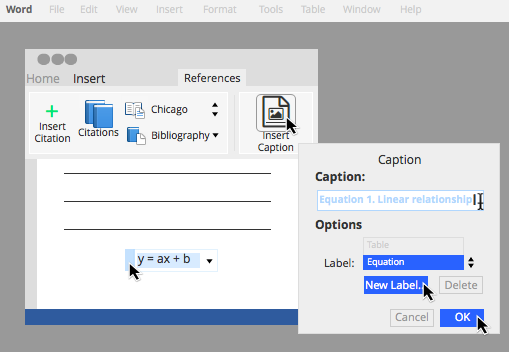 Word File Edit View Insert Format Tools Table Window Help
Home Insert References
+ Insert Citation
Citations
Chicago
Bibliography
Insert Caption
y = ax + b
Caption
Caption:
Equation 1. Linear relationship
Options
Table
Label: Equation
New Label...
Delete
Cancel OK